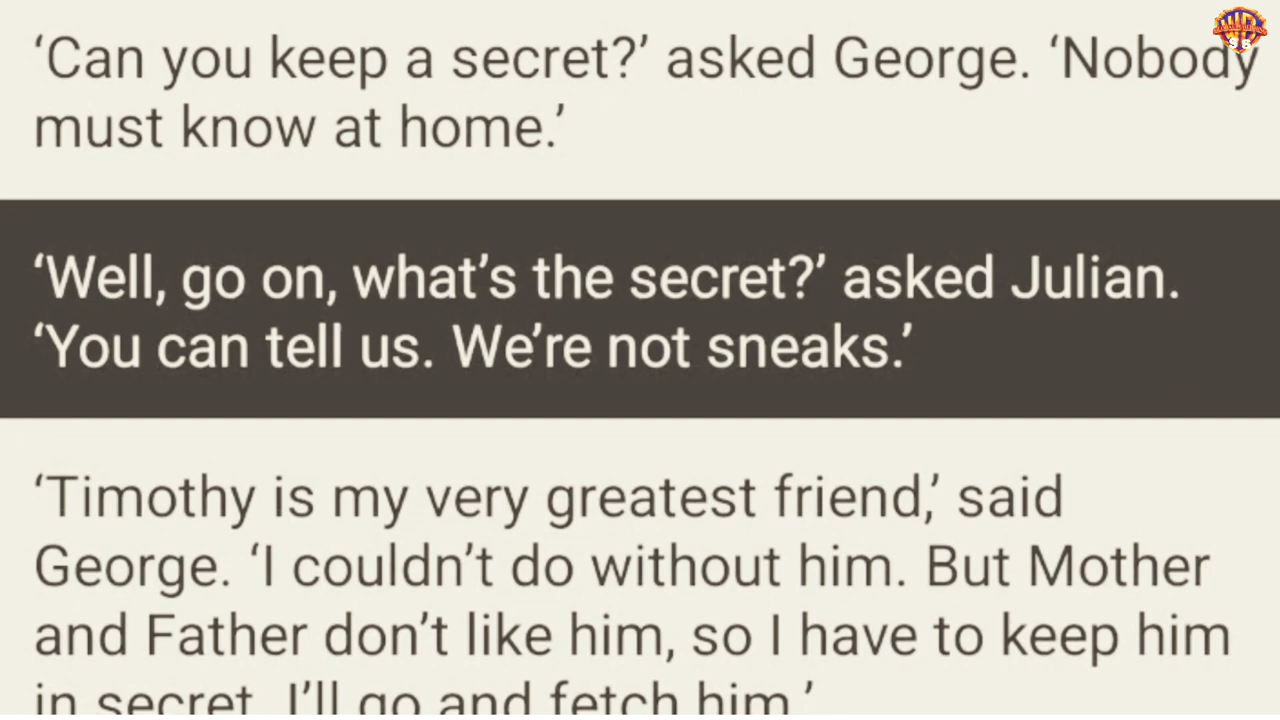 ‘Can you keep a secret?’ asked George. ‘Nobody
must know at home.’
‘Well, go on, what’s the secret?’ asked Julian.
‘You can tell us. We’re not sneaks.’
‘Timothy is my very greatest friend,’ said
George. ‘I couldn’t do without him. But Mother
and Father don’t like him, so I have to keep him
in secret. I’ll go and fetch him.’